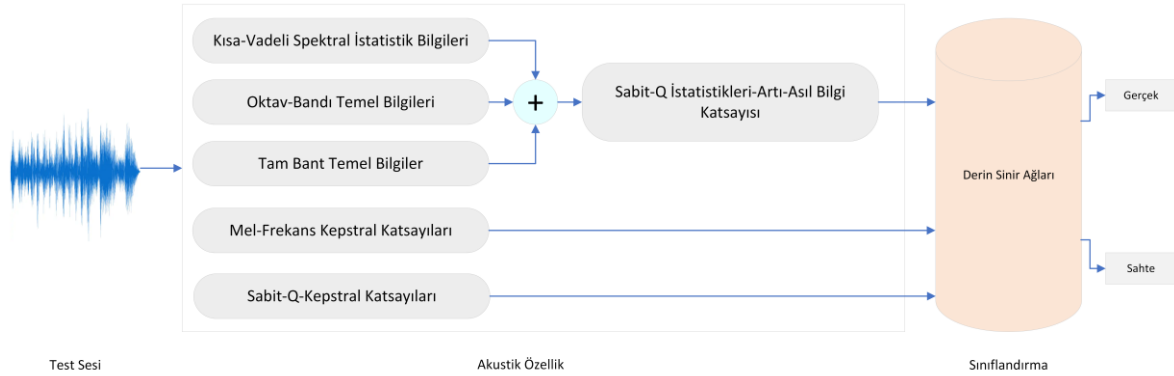 Kısa-Vadeli Spektral İstatistik Bilgileri
Oktav-Bandı Temel Bilgileri
+
Sabit-Q İstatistikleri-Artı-Asıl Bilgi
Katsayısı
Tam Bant Temel Bilgiler
Mel-Frekans Kepstral Katsayıları
Sabit-Q-Kepstral Katsayıları
Derin Sinir Ağları
Gerçek
Sahte
Test Sesi
Akustik Özellik
Sınıflandırma